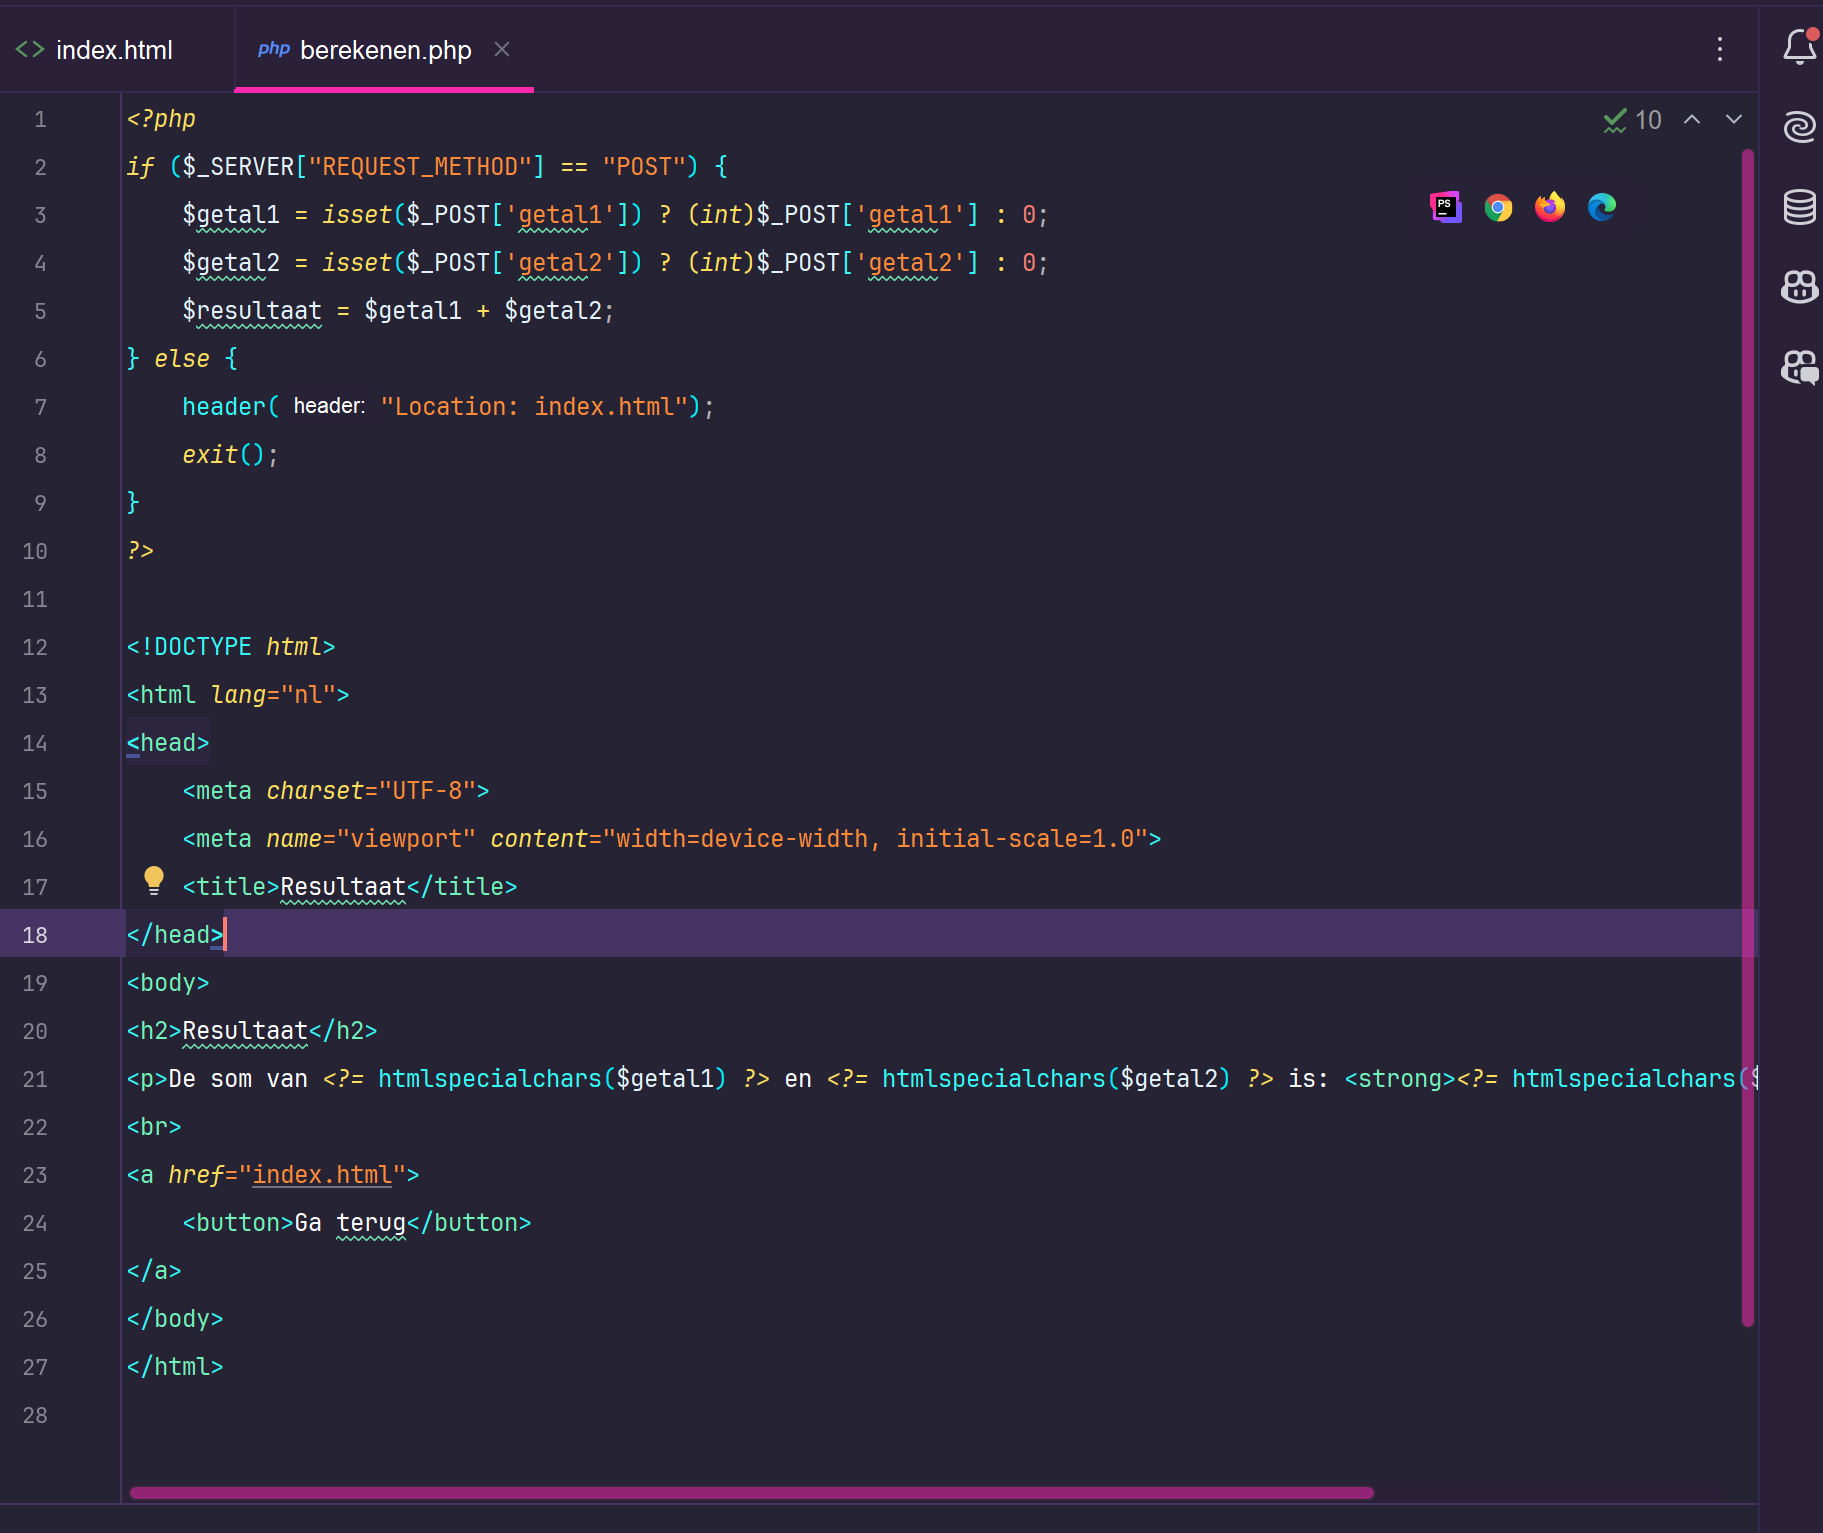 index.html
php berekenen.php
10
1 <?php
2 if ($_SERVER["REQUEST_METHOD"] == "POST") {
3     $getal1 = isset($_POST['getal1']) ? (int)$_POST['getal1'] : 0;
4     $getal2 = isset($_POST['getal2']) ? (int)$_POST['getal2'] : 0;
5     $resultaat = $getal1 + $getal2;
6 } else {
7     header( header: "Location: index.html");
8     exit();
9 }
10 ?>
11
12 <!DOCTYPE html>
13 <html lang="nl">
14 <head>
15     <meta charset="UTF-8">
16     <meta name="viewport" content="width=device-width, initial-scale=1.0">
17     <title>Resultaat</title>
18 </head>
19 <body>
20 <h2>Resultaat</h2>
21 <p>De som van <?= htmlspecialchars($getal1) ?> en <?= htmlspecialchars($getal2) ?> is: <strong><?= htmlspecialchars($
22 <br>
23 <a href="index.html">
24     <button>Ga terug</button>
25 </a>
26 </body>
27 </html>
28
PS